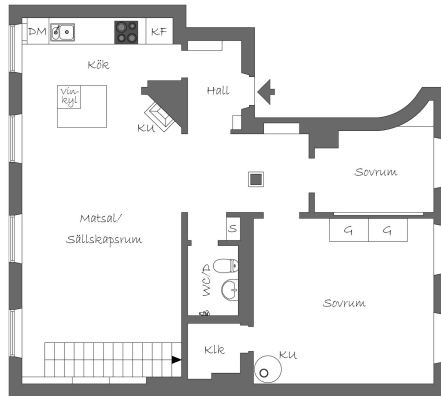 DM
KF
Kök
Hall
vin-
kyl
KU
Sovrum
Matsal/
Sällskapsrum
S
G
G
WC/D
Sovrum
Klk
KU